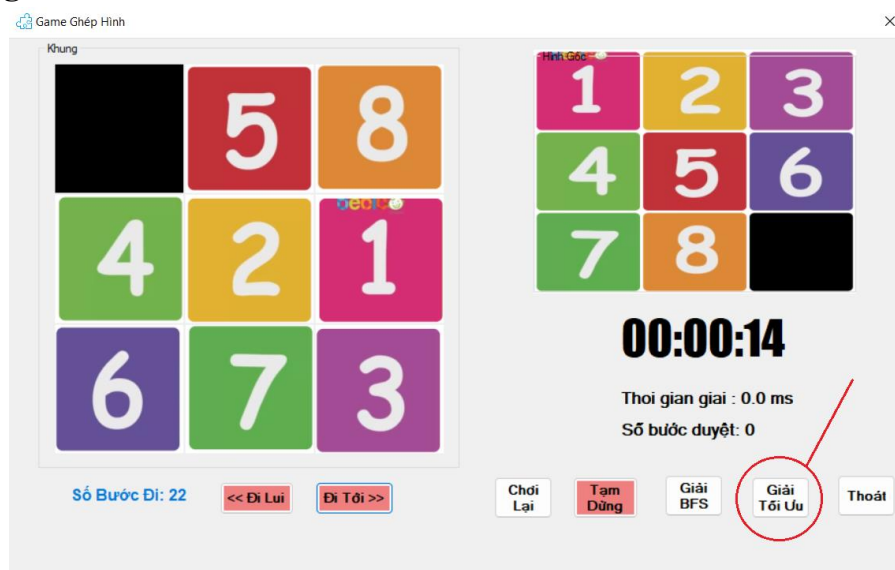 Game Ghép Hình
Khung
5 8
4 2 1
6 7 3
Hình Gốc
1 2 3
4 5 6
7 8
00:00:14
Thoi gian giai : 0.0 ms
Số bước duyệt: 0
Số Bước Đi: 22
<< Đi Lui
Đi Tới >>
Chơi
Lại
Tạm
Dừng
Giải
BFS
Giải
Tối Ưu
Thoát